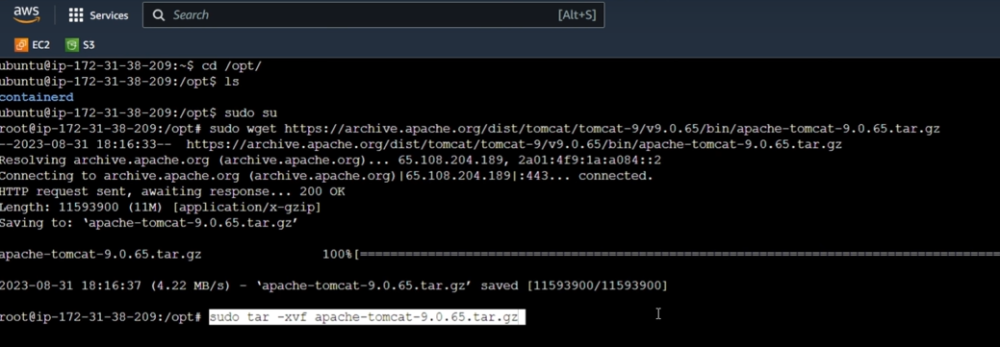 aws
Services
Search
[Alt+S]
EC2
S3
ubuntu@ip-172-31-38-209:~$ cd /opt/
ubuntu@ip-172-31-38-209:/opt$ ls
containerd
ubuntu@ip-172-31-38-209:/opt$ sudo su
root@ip-172-31-38-209:/opt# sudo wget https://archive.apache.org/dist/tomcat/tomcat-9/v9.0.65/bin/apache-tomcat-9.0.65.tar.gz
--2023-08-31 18:16:33--  https://archive.apache.org/dist/tomcat/tomcat-9/v9.0.65/bin/apache-tomcat-9.0.65.tar.gz
Resolving archive.apache.org (archive.apache.org)... 65.108.204.189, 2a01:4f9:1a:a084::2
Connecting to archive.apache.org (archive.apache.org)|65.108.204.189|:443... connected.
HTTP request sent, awaiting response... 200 OK
Length: 11593900 (11M) [application/x-gzip]
Saving to: ‘apache-tomcat-9.0.65.tar.gz’
apache-tomcat-9.0.65.tar.gz 100%[=====================================================================================
2023-08-31 18:16:37 (4.22 MB/s) - ‘apache-tomcat-9.0.65.tar.gz’ saved [11593900/11593900]
root@ip-172-31-38-209:/opt# sudo tar -xvf apache-tomcat-9.0.65.tar.gz